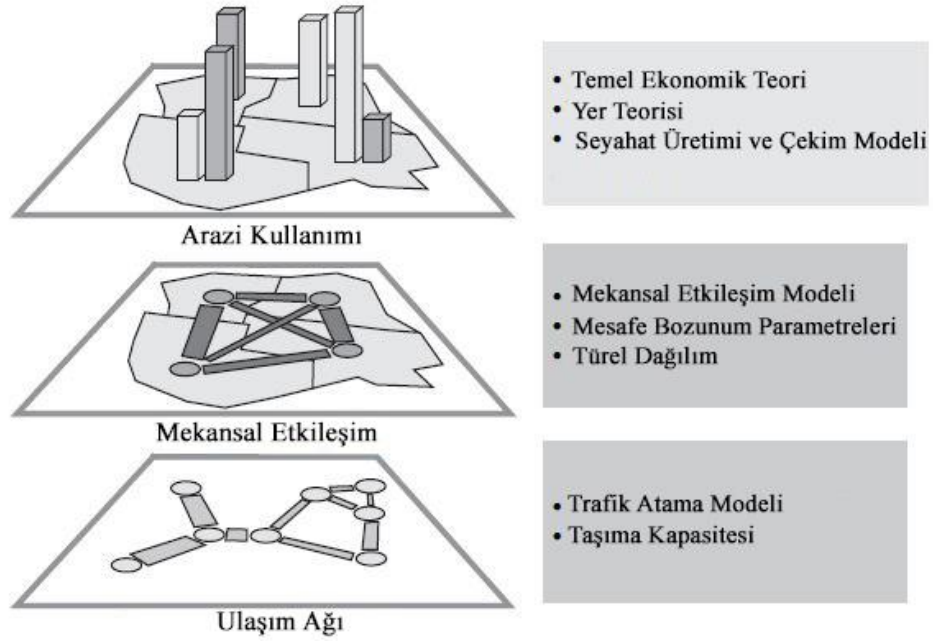 • Temel Ekonomik Teori
• Yer Teorisi
• Seyahat Üretimi ve Çekim Modeli
Arazi Kullanımı
• Mekansal Etkileşim Modeli
• Mesafe Bozunum Parametreleri
• Türel Dağılım
Mekansal Etkileşim
• Trafik Atama Modeli
• Taşıma Kapasitesi
Ulaşım Ağı